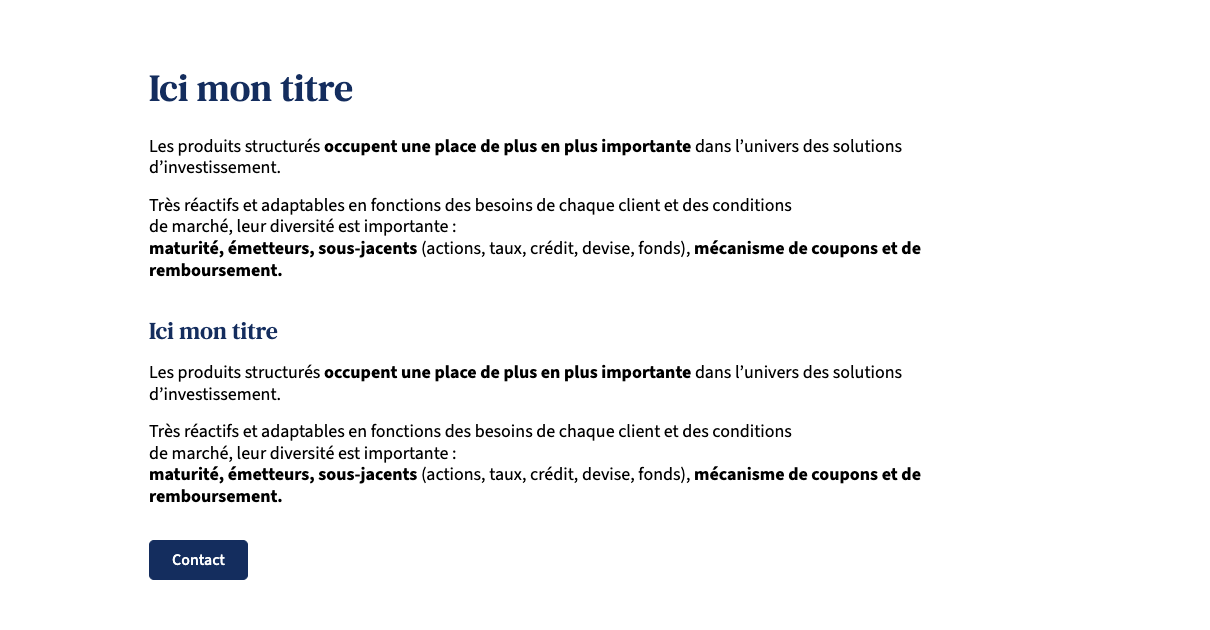 Ici mon titre
Les produits structurés occupent une place de plus en plus importante dans l’univers des solutions
d’investissement.
Très réactifs et adaptables en fonctions des besoins de chaque client et des conditions
de marché, leur diversité est importante :
maturité, émetteurs, sous-jacents (actions, taux, crédit, devise, fonds), mécanisme de coupons et de
remboursement.
Ici mon titre
Les produits structurés occupent une place de plus en plus importante dans l’univers des solutions
d’investissement.
Très réactifs et adaptables en fonctions des besoins de chaque client et des conditions
de marché, leur diversité est importante :
maturité, émetteurs, sous-jacents (actions, taux, crédit, devise, fonds), mécanisme de coupons et de
remboursement.
Contact